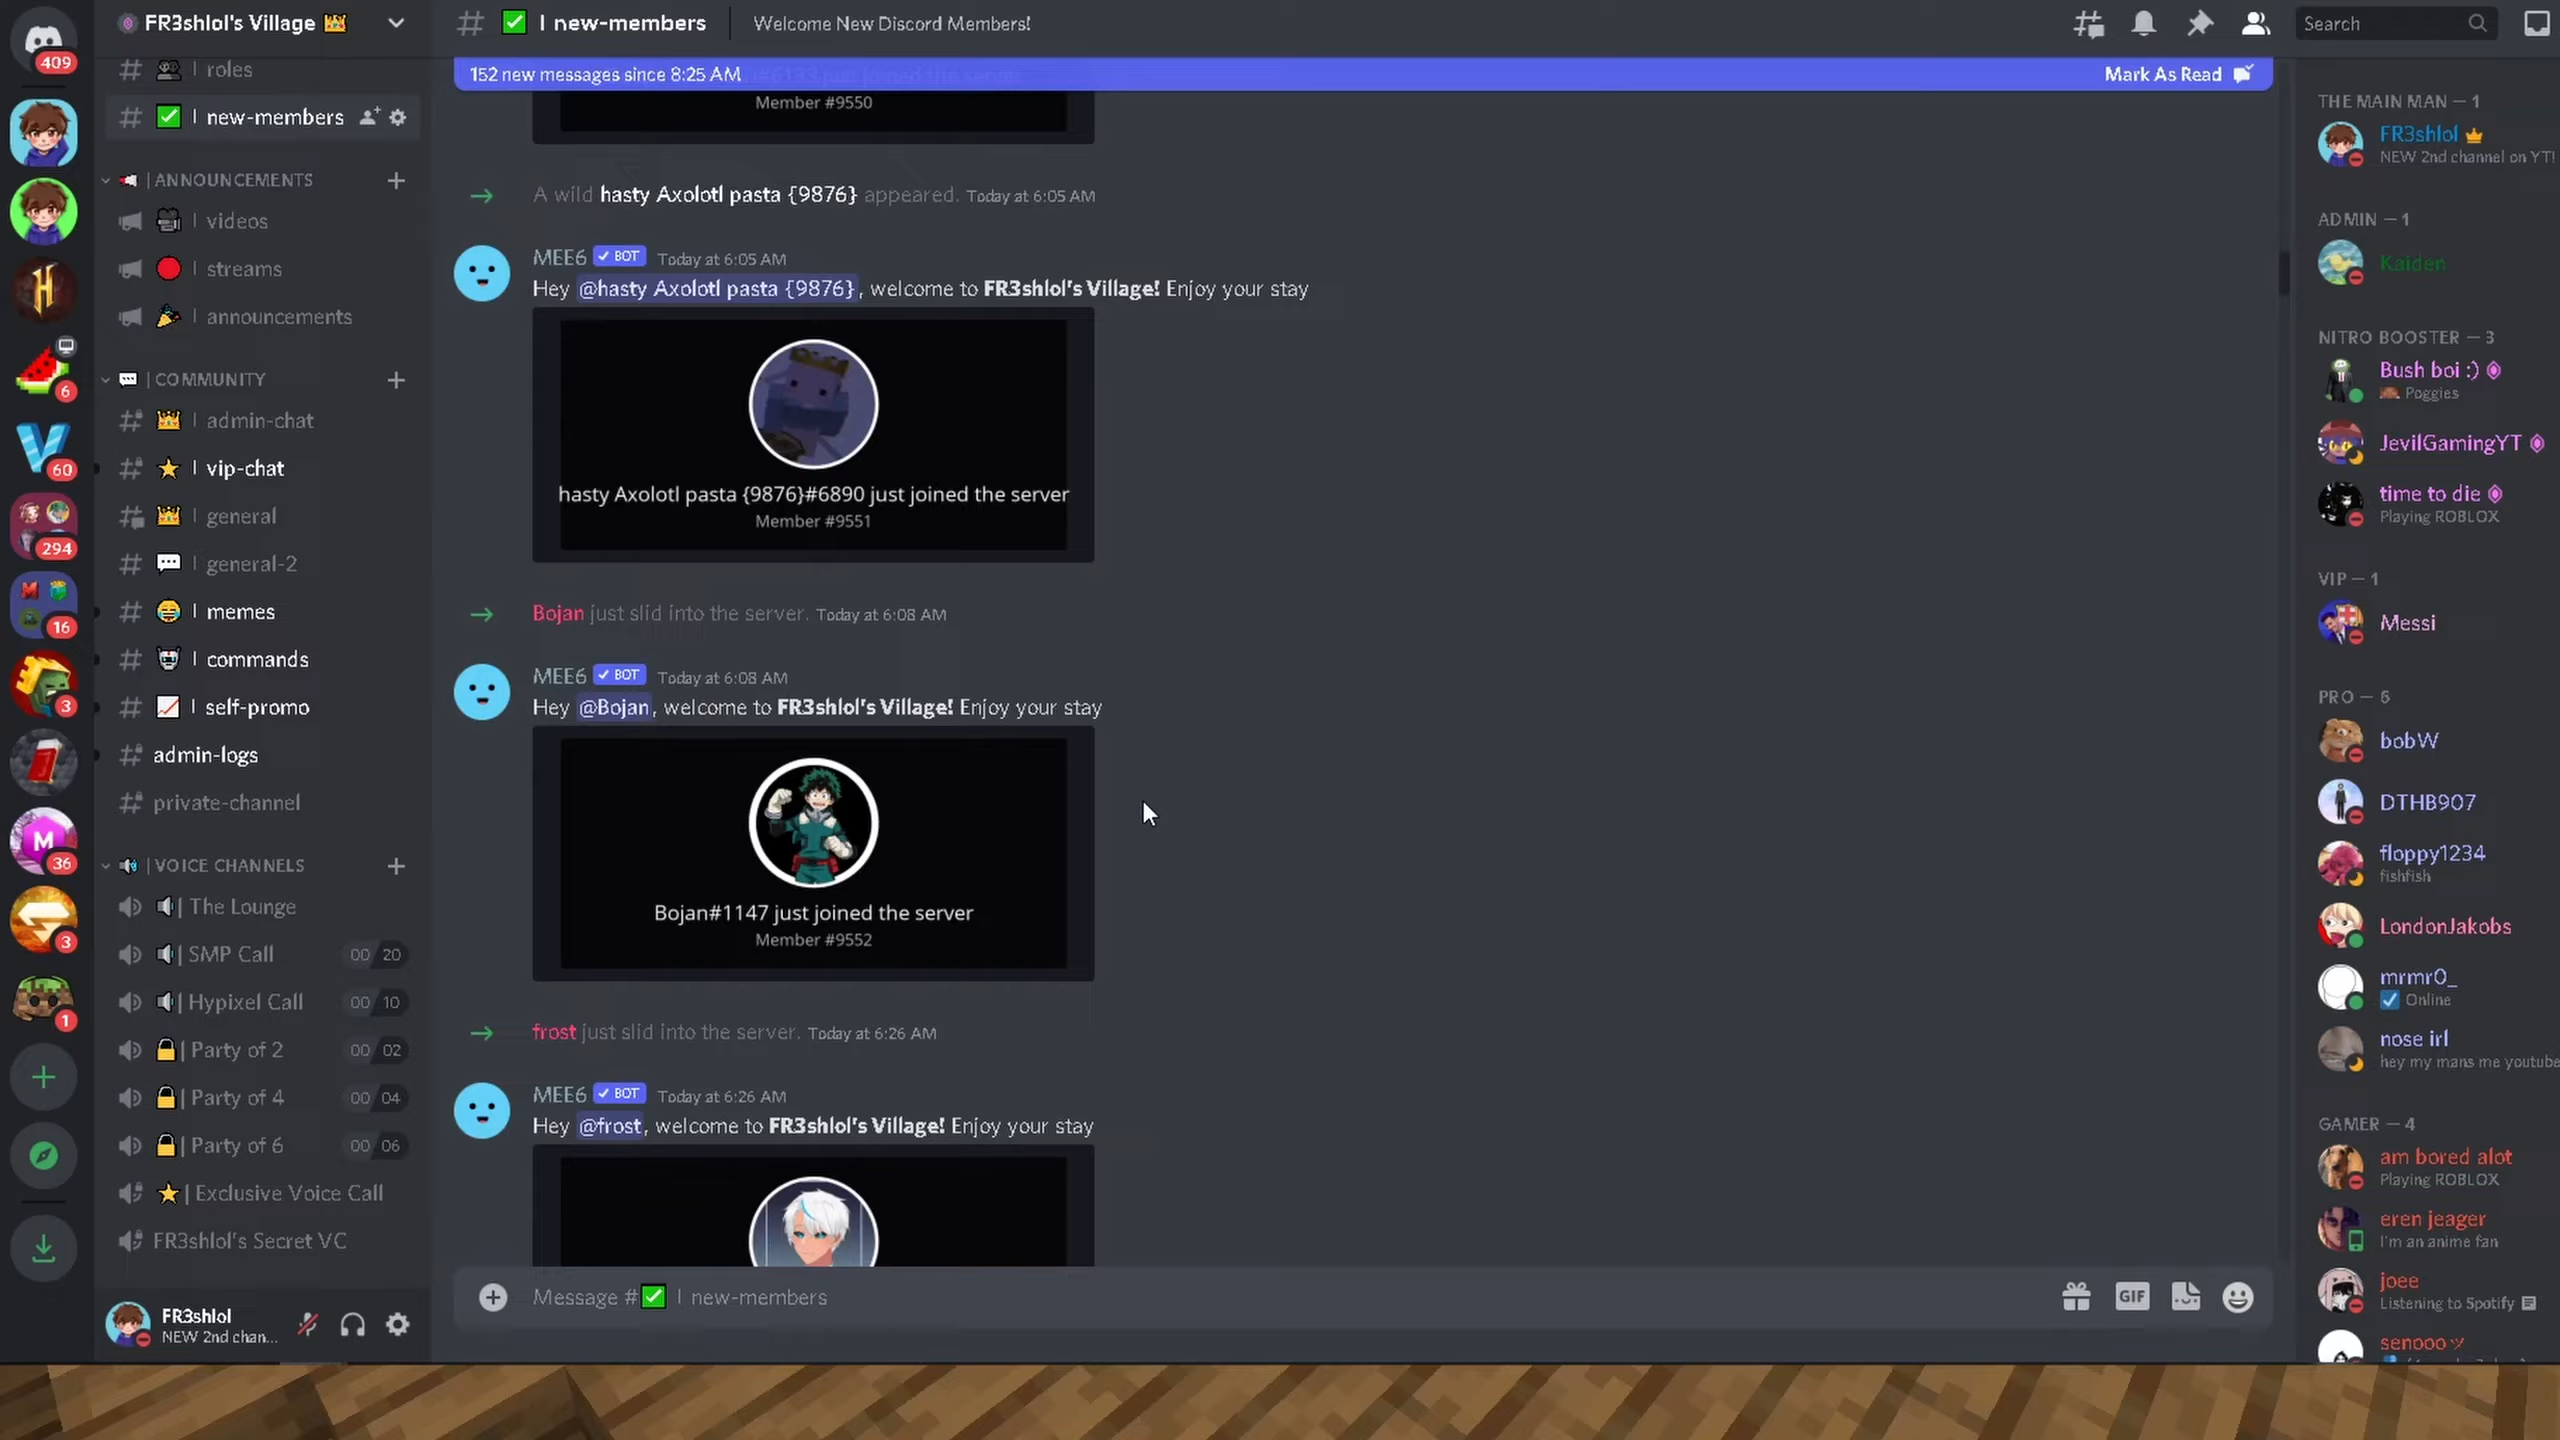 FR3shlol's Village
| new-members
Welcome New Discord Members!
Search
409
6
60
294
16
3
36
3
1
| roles
| new-members
| ANNOUNCEMENTS
| videos
| streams
| announcements
| COMMUNITY
| admin-chat
| vip-chat
| general
| general-2
| memes
| commands
| self-promo
admin-logs
private-channel
| VOICE CHANNELS
| The Lounge
| SMP Call 00 20
| Hypixel Call 00 10
| Party of 2 00 02
| Party of 4 00 04
| Party of 6 00 06
| Exclusive Voice Call
FR3shlol's Secret VC
FR3shlol
NEW 2nd chan...
152 new messages since 8:25 AM
Mark As Read
Member #9550
A wild hasty Axolotl pasta {9876} appeared. Today at 6:05 AM
MEE6 ✓ BOT Today at 6:05 AM
Hey @hasty Axolotl pasta {9876}, welcome to FR3shlol's Village! Enjoy your stay
hasty Axolotl pasta {9876}#6890 just joined the server
Member #9551
Bojan just slid into the server. Today at 6:08 AM
MEE6 ✓ BOT Today at 6:08 AM
Hey @Bojan, welcome to FR3shlol's Village! Enjoy your stay
Bojan#1147 just joined the server
Member #9552
frost just slid into the server. Today at 6:26 AM
MEE6 ✓ BOT Today at 6:26 AM
Hey @frost, welcome to FR3shlol's Village! Enjoy your stay
Message #✅ | new-members
GIF
THE MAIN MAN — 1
FR3shlol
NEW 2nd channel on YT!
ADMIN — 1
Kaiden
NITRO BOOSTER — 3
Bush boi :)
Poggies
JevilGamingYT
time to die
Playing ROBLOX
VIP — 1
Messi
PRO — 6
bobW
DTHB907
floppy1234
fishfish
LondonJakobs
mrmr0_
Online
nose irl
hey my mans me youtube
GAMER — 4
am bored alot
Playing ROBLOX
eren jeager
I'm an anime fan
joee
Listening to Spotify
senooo